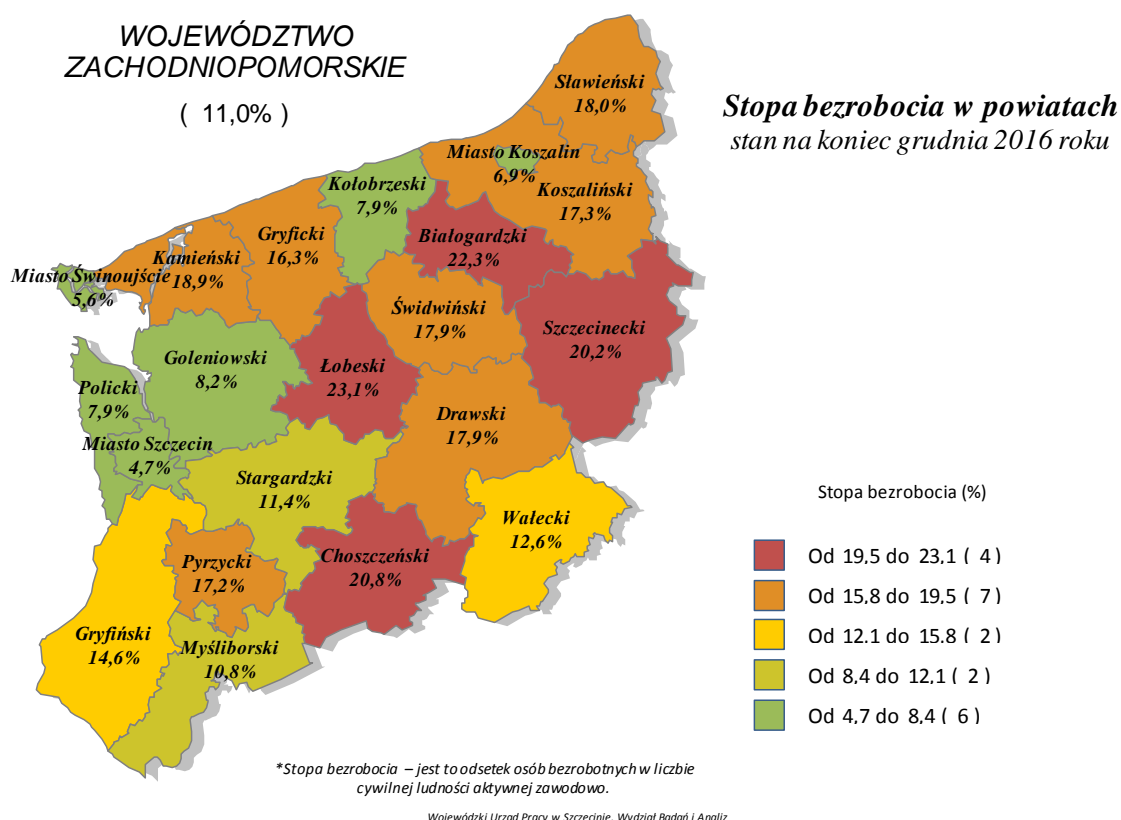 WOJEWÓDZTWO
ZACHODNIOPOMORSKIE
( 11,0% )
Stopa bezrobocia w powiatach
stan na koniec grudnia 2016 roku
Sławieński
18,0%
Miasto Koszalin
6,9%
Koszaliński
17,3%
Kołobrzeski
7,9%
Białogardzki
22,3%
Gryficki
16,3%
Kamieński
18,9%
Miasto Świnoujście
5,6%
Świdwiński
17,9%
Szczecinecki
20,2%
Goleniowski
8,2%
Łobeski
23,1%
Policki
7,9%
Drawski
17,9%
Miasto Szczecin
4,7%
Stargardzki
11,4%
Wałecki
12,6%
Choszczeński
20,8%
Pyrzycki
17,2%
Gryfiński
14,6%
Myśliborski
10,8%
Stopa bezrobocia (%)
Od 19,5 do 23,1 ( 4)
Od 15,8 do 19,5 ( 7)
Od 12,1 do 15,8 ( 2)
Od 8,4 do 12,1 ( 2)
Od 4,7 do 8,4 ( 6)
*Stopa bezrobocia – jest to odsetek osób bezrobotnych w liczbie
cywilnej ludności aktywnej zawodowo.
Wojewódzki Urząd Pracy w Szczecinie, Wydział Badań i Analiz